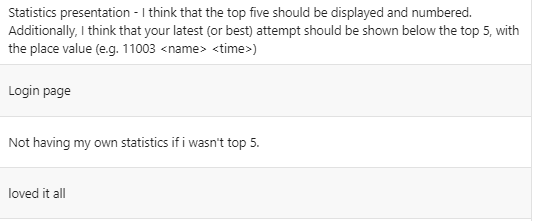 Statistics presentation - I think that the top five should be displayed and numbered.
Additionally, I think that your latest (or best) attempt should be shown below the top 5, with
the place value (e.g. 11003 <name> <time>)
Login page
Not having my own statistics if i wasn't top 5.
loved it all